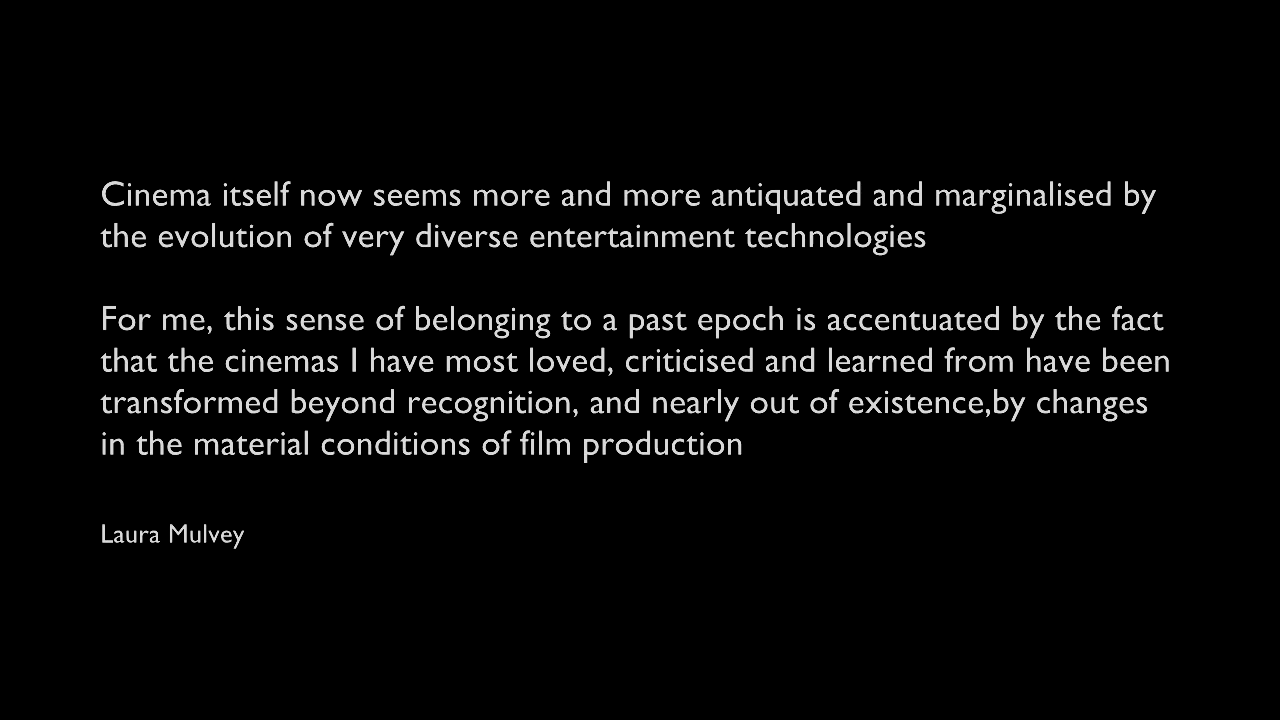 Cinema itself now seems more and more antiquated and marginalised by
the evolution of very diverse entertainment technologies
For me, this sense of belonging to a past epoch is accentuated by the fact
that the cinemas I have most loved, criticised and learned from have been
transformed beyond recognition, and nearly out of existence,by changes
in the material conditions of film production
Laura Mulvey